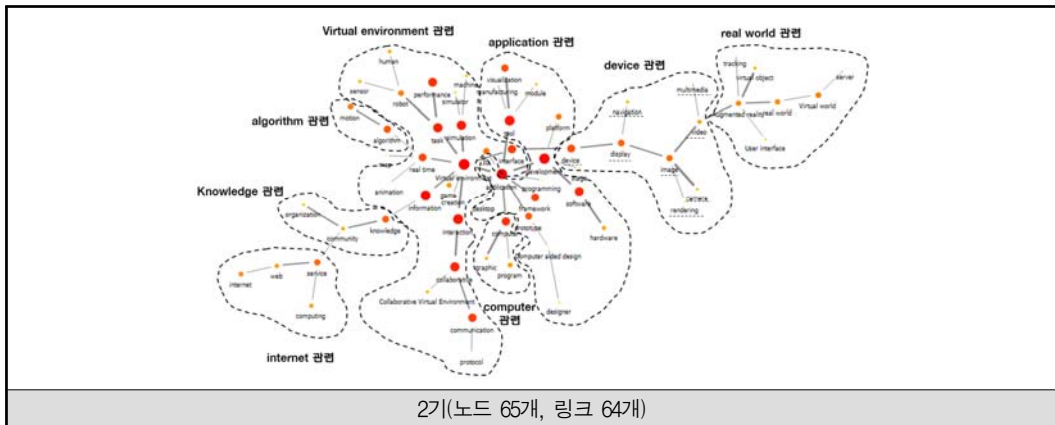 Virtual environment 관련
application 관련
real world 관련
device 관련
algorithm 관련
Knowledge 관련
internet 관련
computer
관련
human
sensor
robot
performance
machine
simulator
task
simulation
motion
algorithm
real time
animation
Virtual environment
information
game
creation
interaction
visualization
manufacturing
module
tool
platform
interface
development
application
programming
desktop
framework
prototype
software
hardware
computer
graphic
program
computer aided design
designer
collaborative
Collaborative Virtual Environment
communication
protocol
organization
community
knowledge
internet
web
service
computing
device
navigation
display
multimedia
video
image
camera
rendering
tracking
virtual object
server
augmented reality
real world
Virtual world
User interface
2기(노드 65개, 링크 64개)